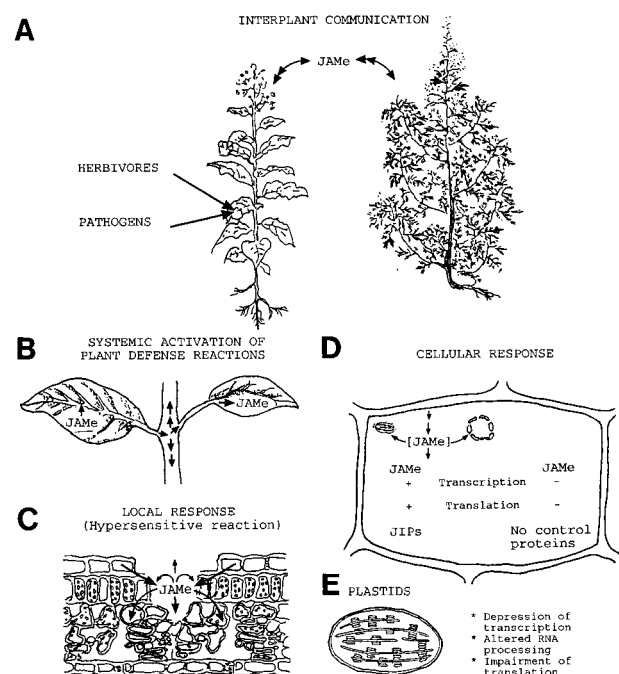 A
INTERPLANT COMMUNICATION
JAMe
HERBIVORES
PATHOGENS
B
SYSTEMIC ACTIVATION OF
PLANT DEFENSE REACTIONS
JAMe
JAMe
C
LOCAL RESPONSE
(Hypersensitive reaction)
JAMe
D
CELLULAR RESPONSE
[JAMe]
JAMe JAMe
+ Transcription -
+ Translation -
JIPs No control
proteins
E PLASTIDS
* Depression of
transcription
* Altered RNA
processing
* Impairment of
translation